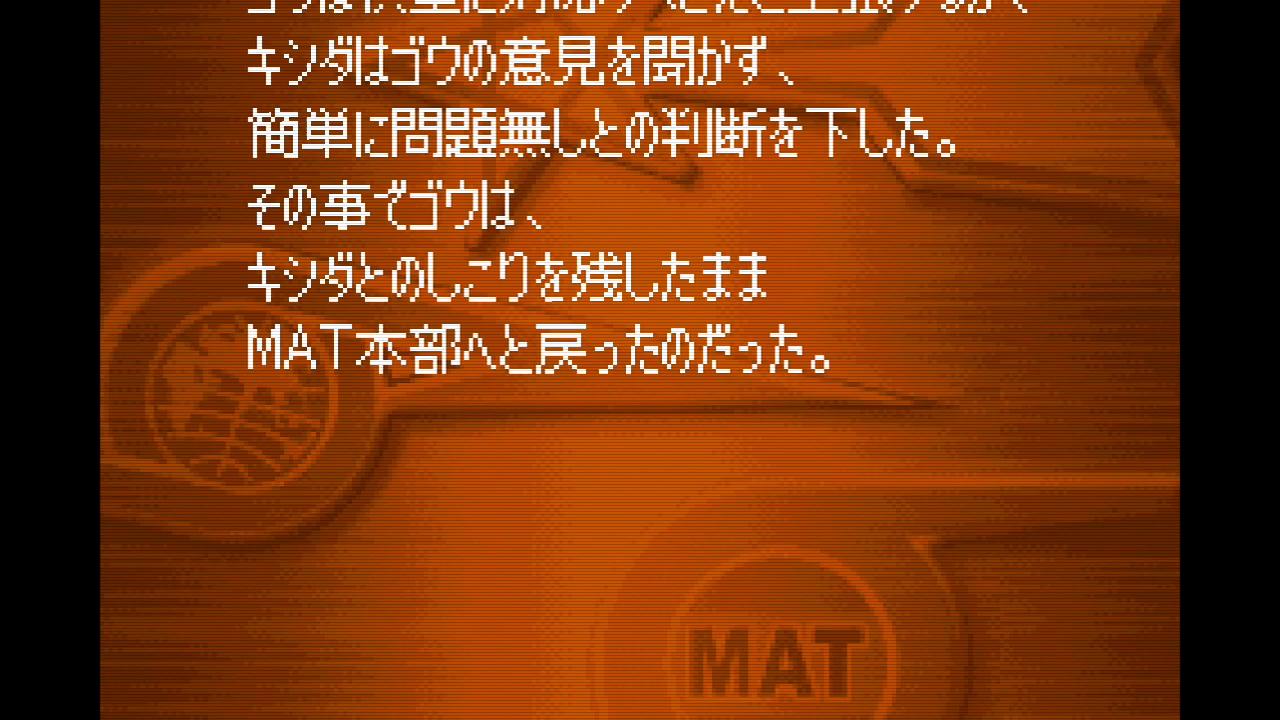 キシダはゴウの意見を聞かず、
簡単に問題無しとの判断を下した。
その事でゴウは、
キシダとのしこりを残したまま
MAT本部へと戻ったのだった。
MAT